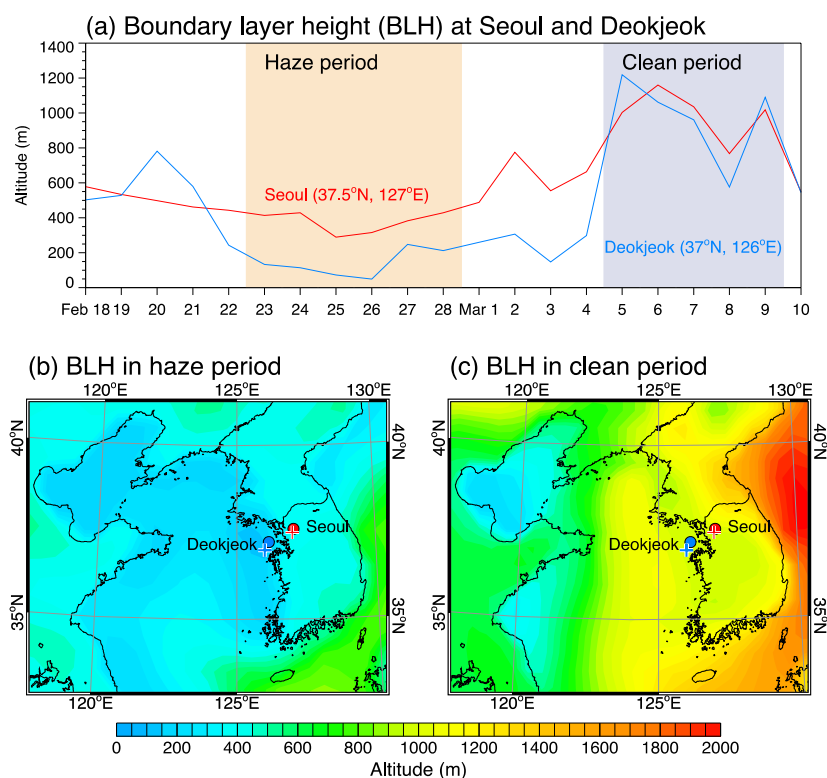 (a) Boundary layer height (BLH) at Seoul and Deokjeok
Haze period
Clean period
Altitude (m)
1400
1200
1000
800
600
400
200
0
Seoul (37.5°N, 127°E)
Deokjeok (37°N, 126°E)
Feb 18 19 20 21 22 23 24 25 26 27 28 Mar 1 2 3 4 5 6 7 8 9 10
(b) BLH in haze period
120°E 125°E 130°E
40°N 40°N
Seoul
Deokjeok
35°N 35°N
120°E 125°E
(c) BLH in clean period
120°E 125°E 130°E
40°N 40°N
Seoul
Deokjeok
35°N 35°N
120°E 125°E
0 200 400 600 800 1000 1200 1400 1600 1800 2000
Altitude (m)